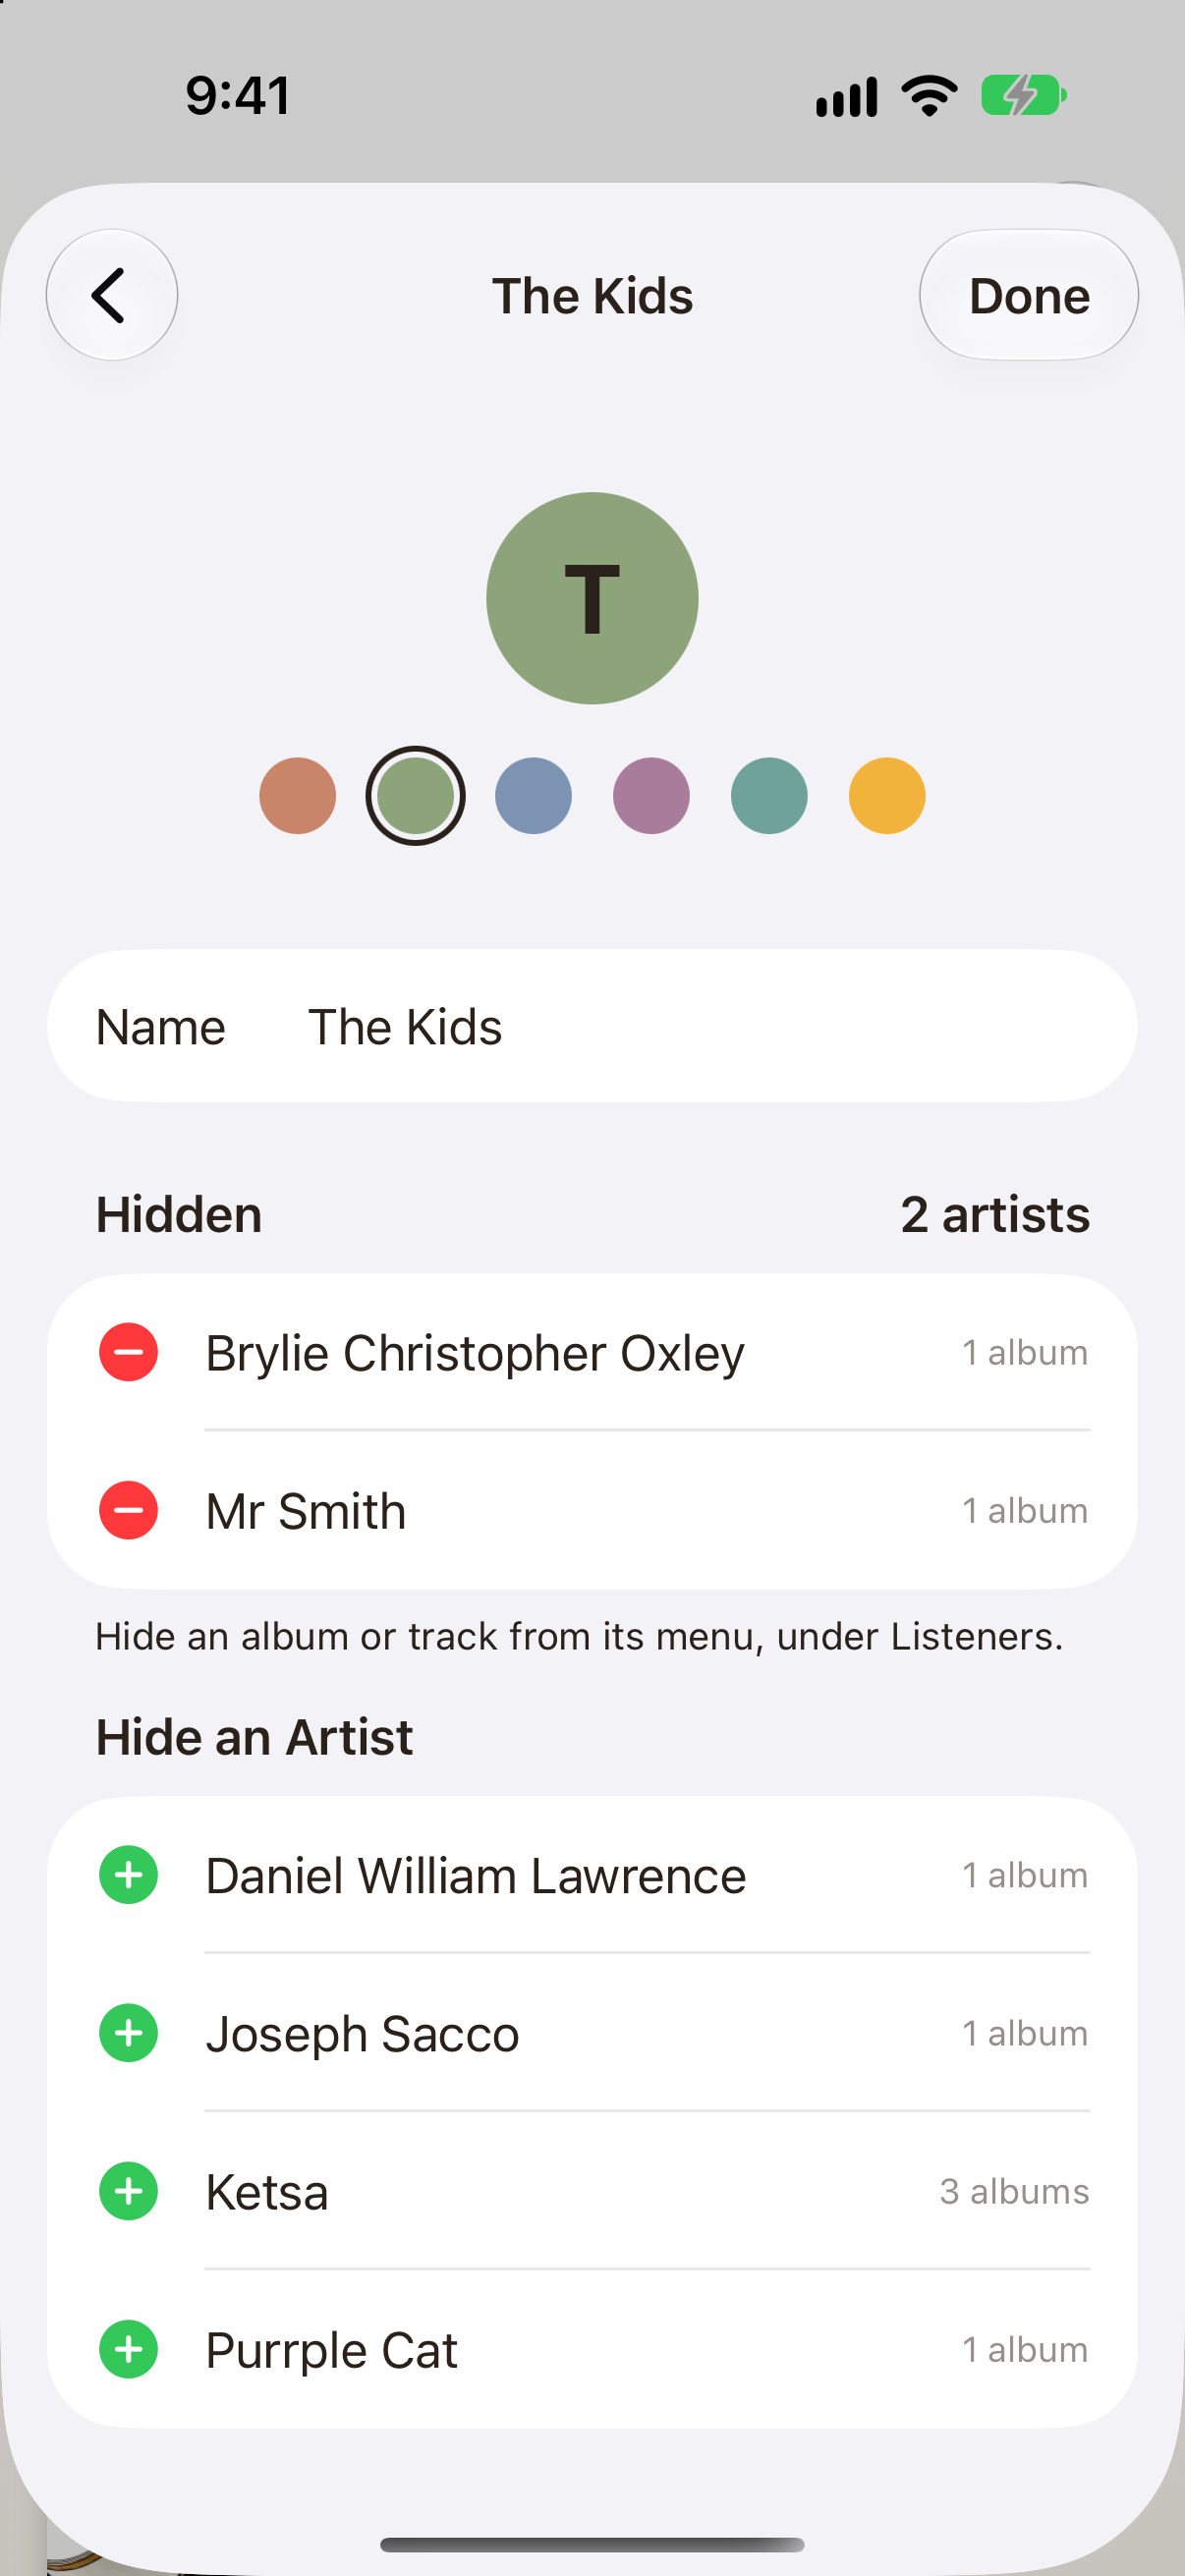 9:41
The Kids
Done
T
Name The Kids
Hidden 2 artists
Brylie Christopher Oxley 1 album
Mr Smith 1 album
Hide an album or track from its menu, under Listeners.
Hide an Artist
Daniel William Lawrence 1 album
Joseph Sacco 1 album
Ketsa 3 albums
Purrple Cat 1 album